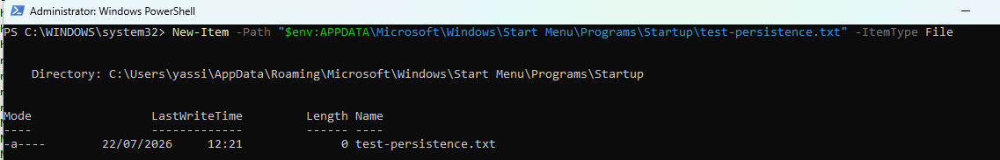 Administrator: Windows PowerShell
PS C:\WINDOWS\system32> New-Item -Path "$env:APPDATA\Microsoft\Windows\Start Menu\Programs\Startup\test-persistence.txt" -ItemType File
Directory: C:\Users\yassi\AppData\Roaming\Microsoft\Windows\Start Menu\Programs\Startup
Mode LastWriteTime Length Name
---- ------------- ------ ----
-a---- 22/07/2026 12:21 0 test-persistence.txt